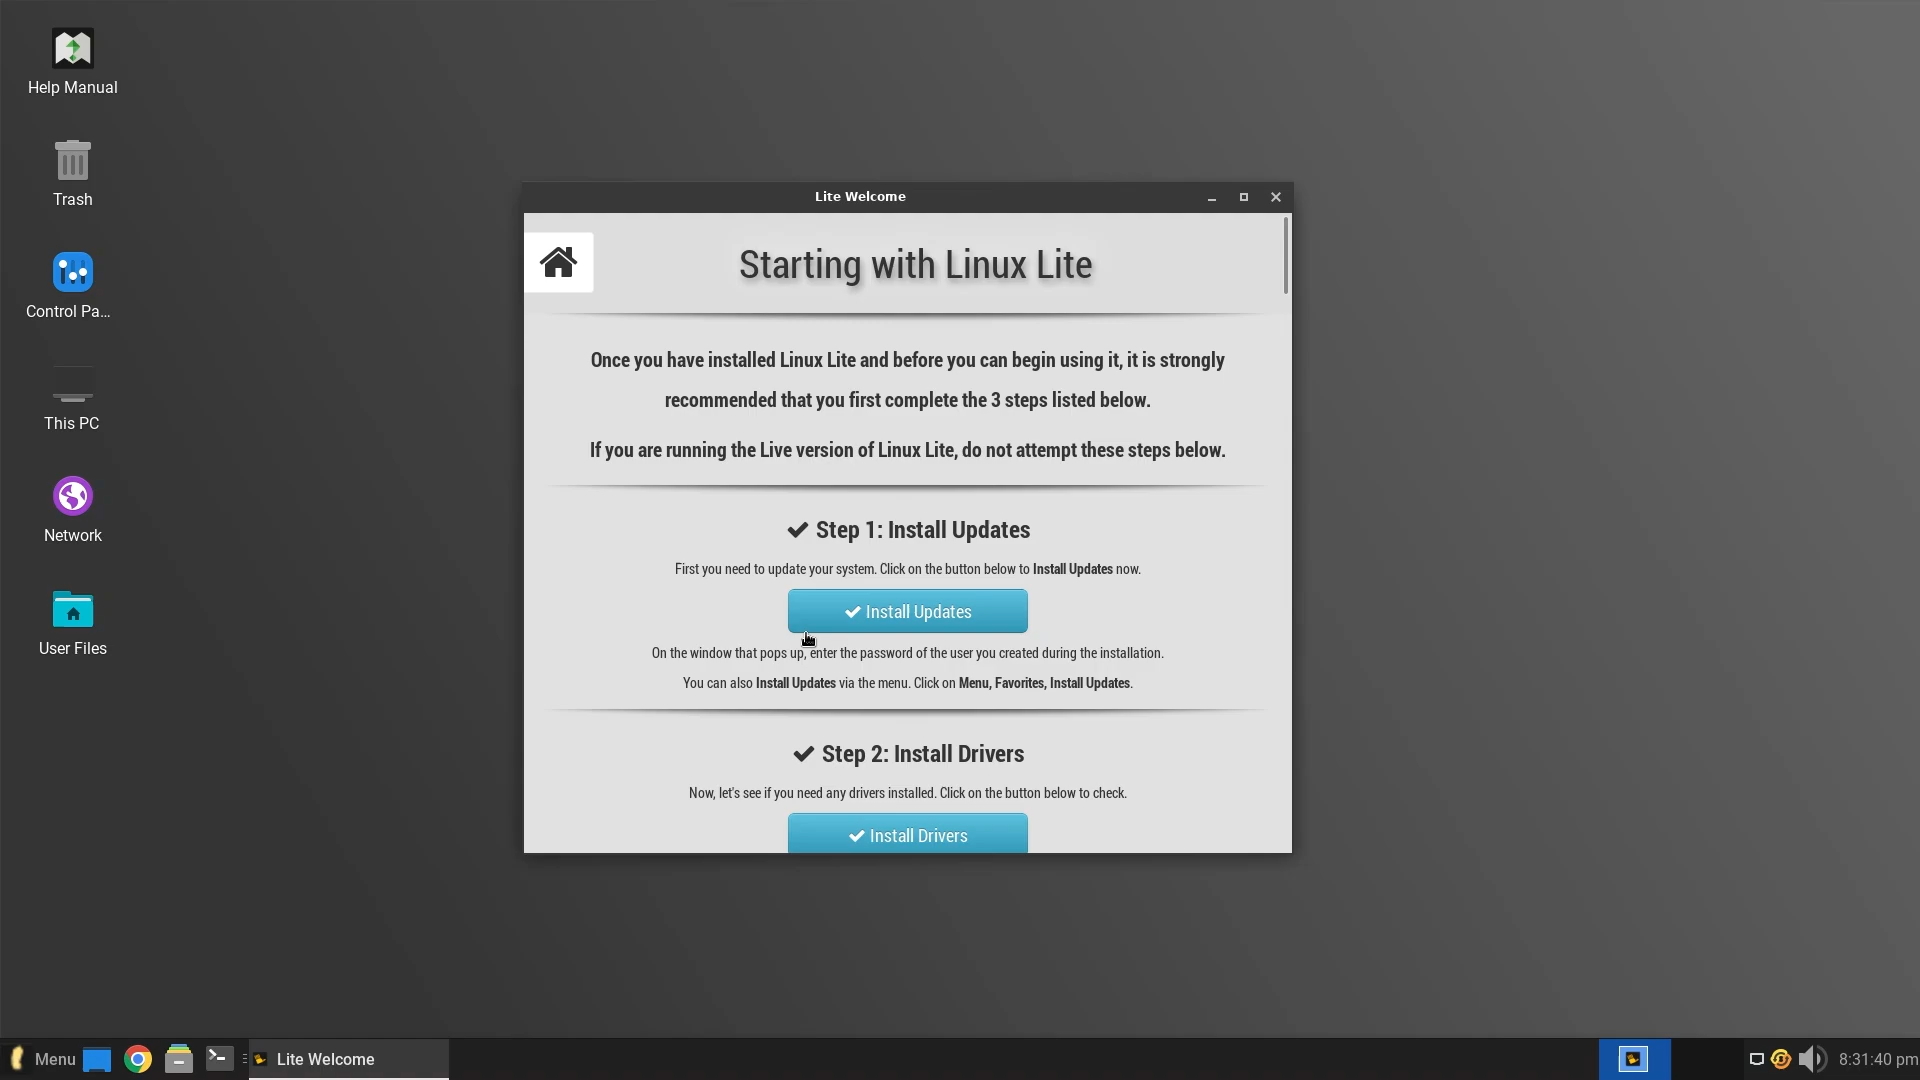 Help Manual
Trash
Control Pa...
This PC
Network
User Files
Lite Welcome
Starting with Linux Lite
Once you have installed Linux Lite and before you can begin using it, it is strongly
recommended that you first complete the 3 steps listed below.
If you are running the Live version of Linux Lite, do not attempt these steps below.
Step 1: Install Updates
First you need to update your system. Click on the button below to Install Updates now.
Install Updates
On the window that pops up, enter the password of the user you created during the installation.
You can also Install Updates via the menu. Click on Menu, Favorites, Install Updates.
Step 2: Install Drivers
Now, let's see if you need any drivers installed. Click on the button below to check.
Install Drivers
Menu
Lite Welcome
8:31:40 pm